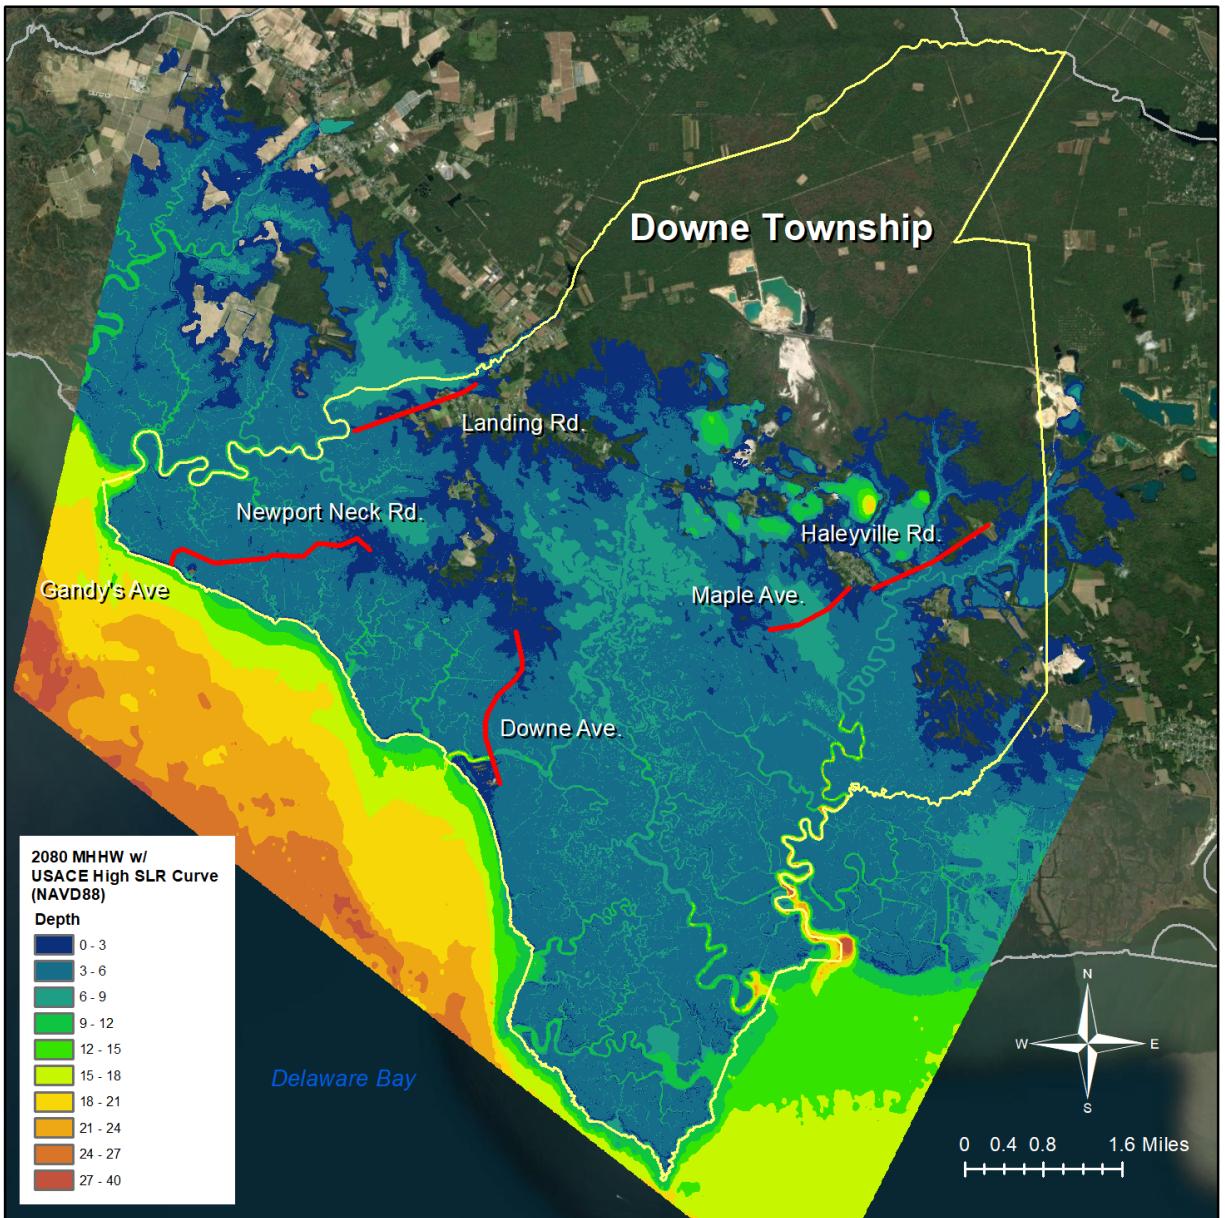 Downe Township
Landing Rd.
Newport Neck Rd.
Haleyville Rd.
Gandy's Ave
Maple Ave.
Downe Ave.
2080 MHHW w/
USACE High SLR Curve
(NAVD88)
Depth
0 - 3
3 - 6
6 - 9
9 - 12
12 - 15
15 - 18
18 - 21
21 - 24
24 - 27
27 - 40
Delaware Bay
N
W E
S
0 0.4 0.8 1.6 Miles